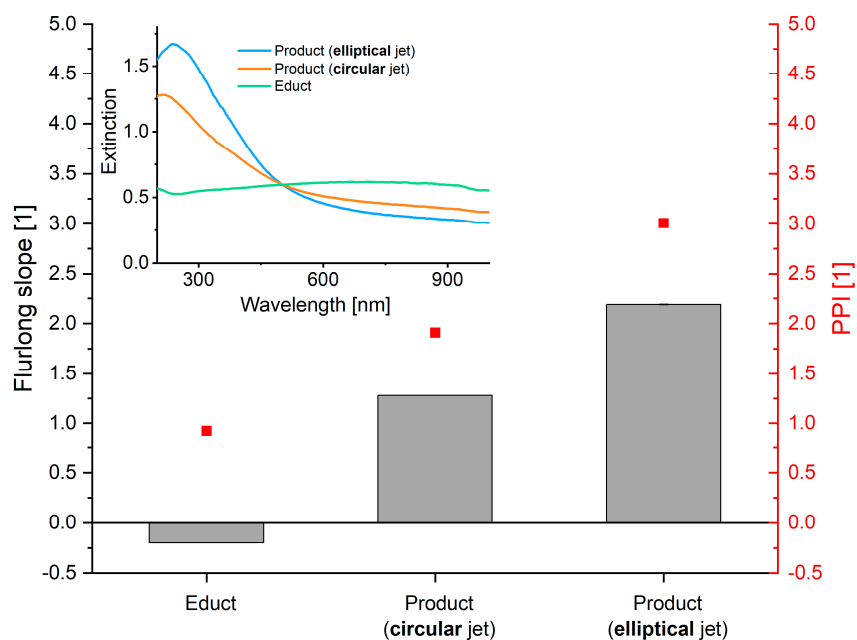 5.0
4.5
4.0
3.5
3.0
2.5
2.0
1.5
1.0
0.5
0.0
-0.5
Flurlong slope [1]
1.5
1.0
0.5
0.0
Extinction
Product (elliptical jet)
Product (circular jet)
Educt
300
600
900
Wavelength [nm]
5.0
4.5
4.0
3.5
3.0
2.5
2.0
1.5
1.0
0.5
0.0
-0.5
PPI [1]
Educt
Product
(circular jet)
Product
(elliptical jet)